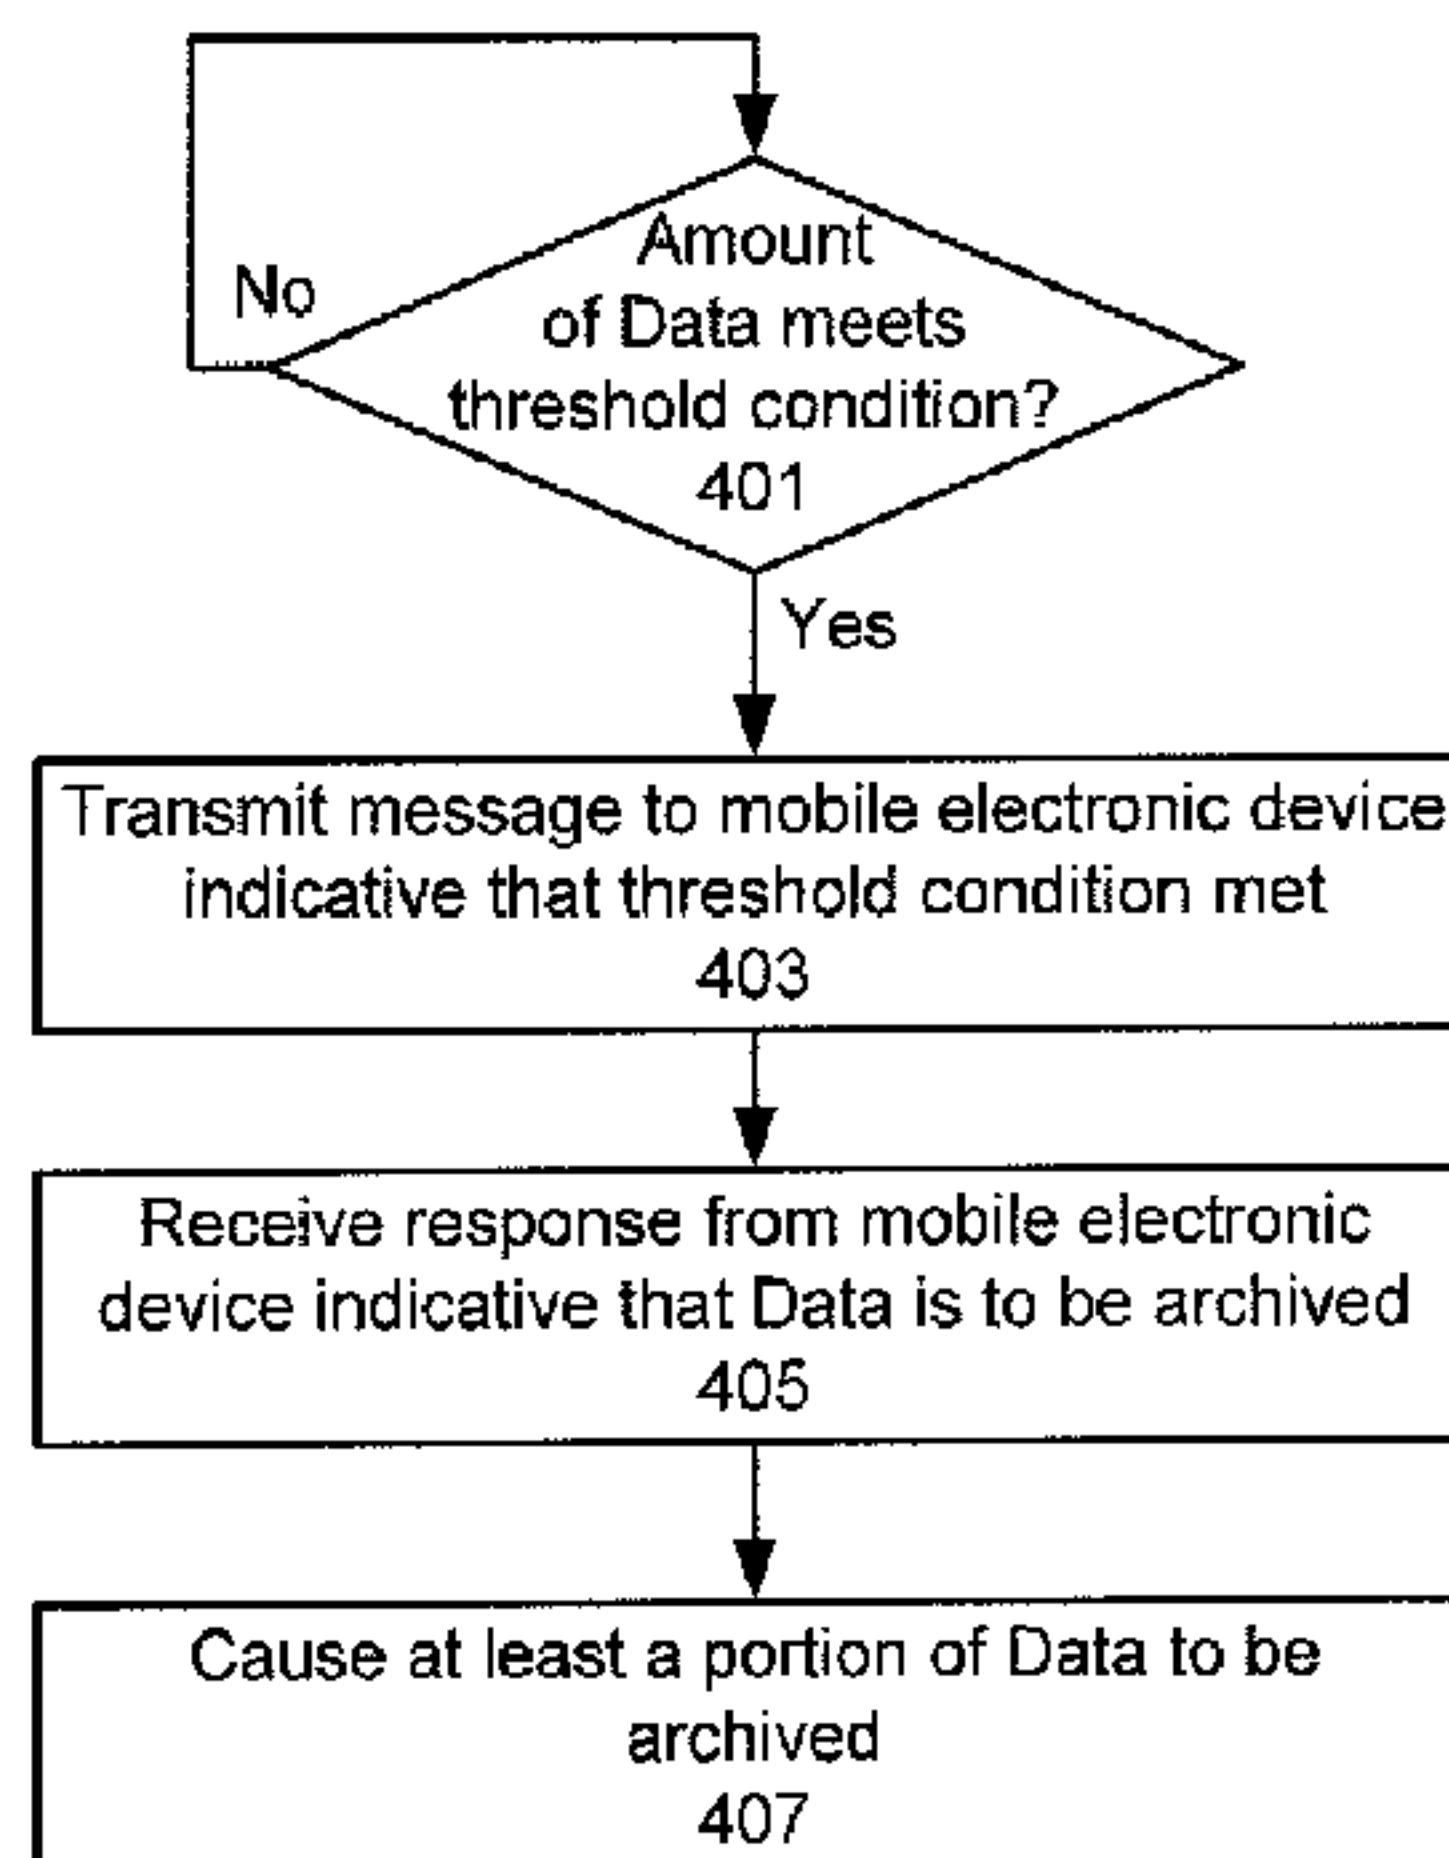 Amount
of Data meets
threshold condition?
401
No
Yes
Transmit message to mobile electronic device
indicative that threshold condition met
403
Receive response from mobile electronic
device indicative that Data is to be archived
405
Cause at least a portion of Data to be
archived
407